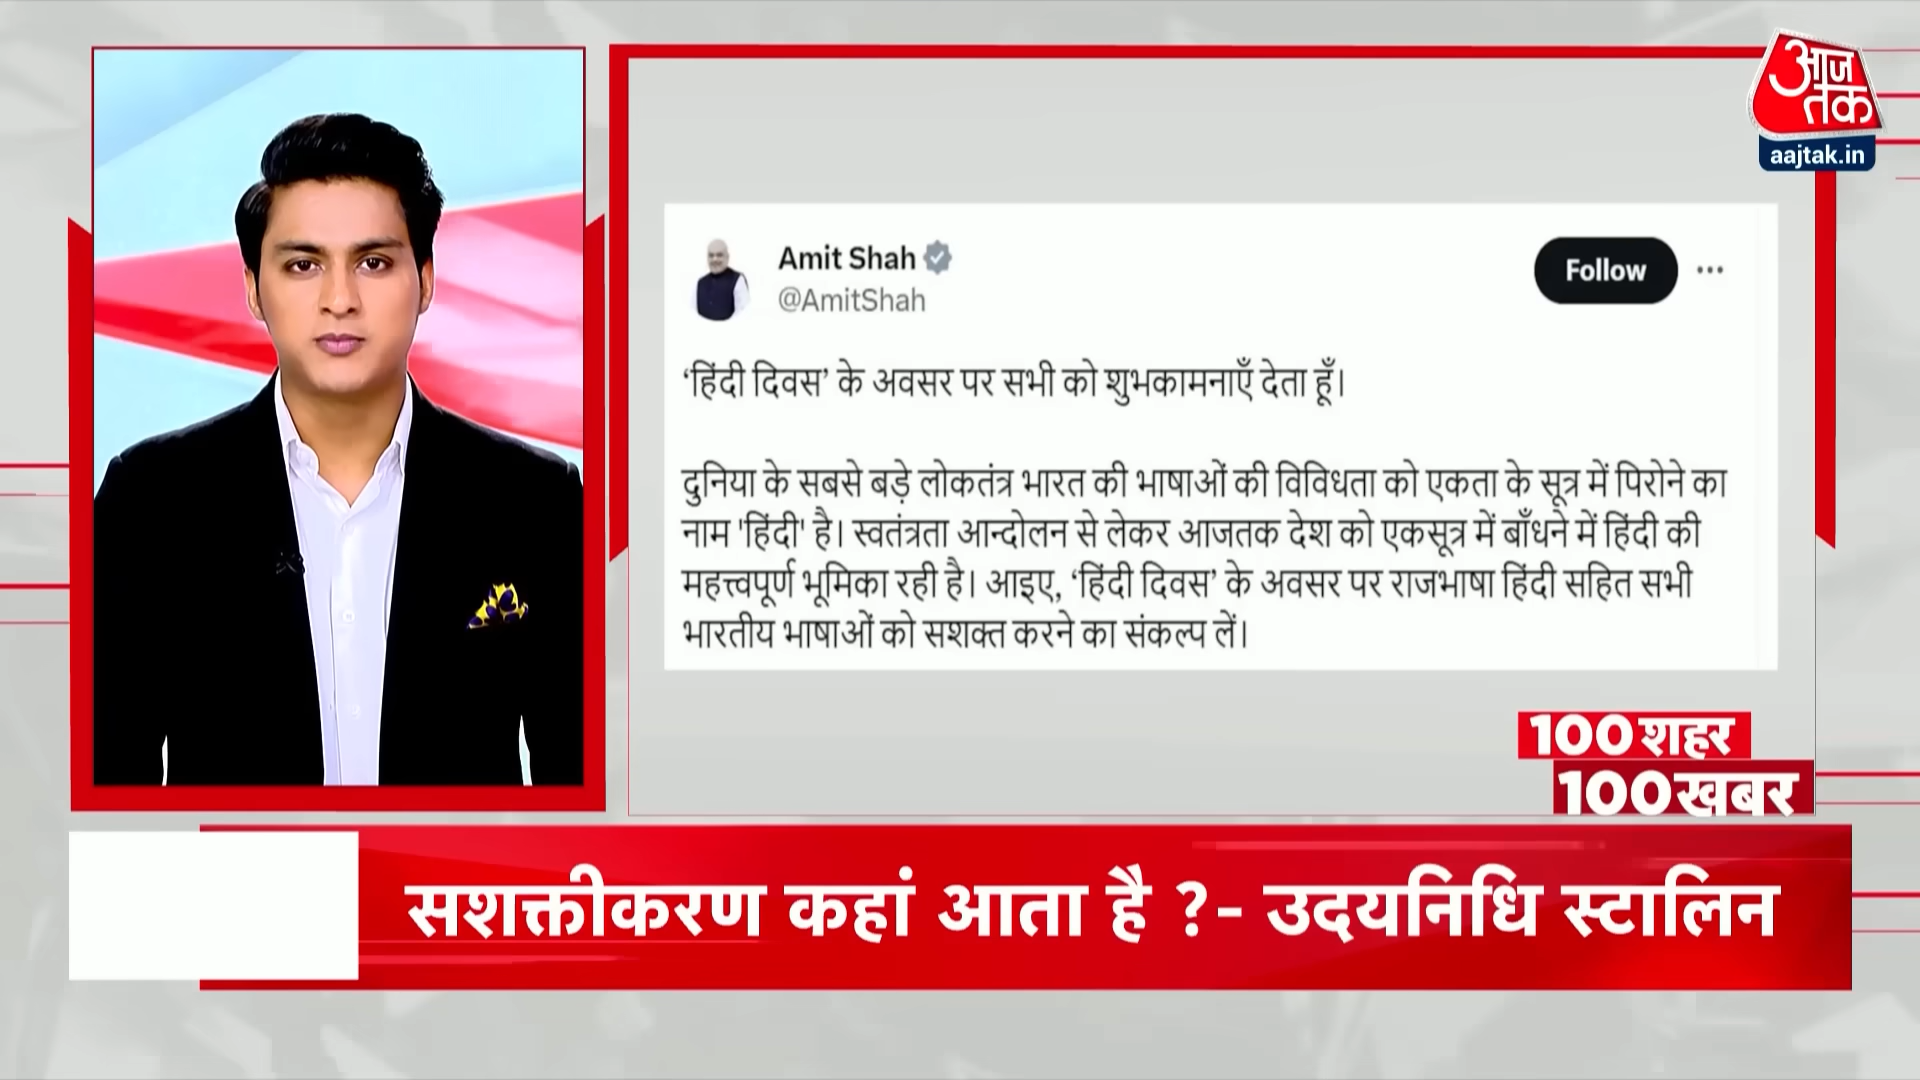 आज
तक
aajtak.in
Amit Shah
@AmitShah
Follow
‘हिंदी दिवस’ के अवसर पर सभी को शुभकामनाएँ देता हूँ।
दुनिया के सबसे बड़े लोकतंत्र भारत की भाषाओं की विविधता को एकता के सूत्र में पिरोने का
नाम 'हिंदी' है। स्वतंत्रता आन्दोलन से लेकर आजतक देश को एकसूत्र में बाँधने में हिंदी की
महत्त्वपूर्ण भूमिका रही है। आइए, ‘हिंदी दिवस’ के अवसर पर राजभाषा हिंदी सहित सभी
भारतीय भाषाओं को सशक्त करने का संकल्प लें।
100 शहर
100 खबर
सशक्तीकरण कहां आता है ?- उदयनिधि स्टालिन